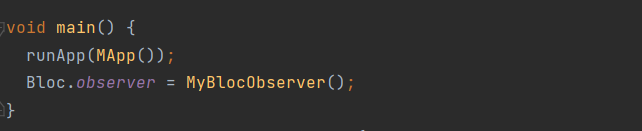 void main() {
  runApp(MApp());
  Bloc.observer = MyBlocObserver();
}